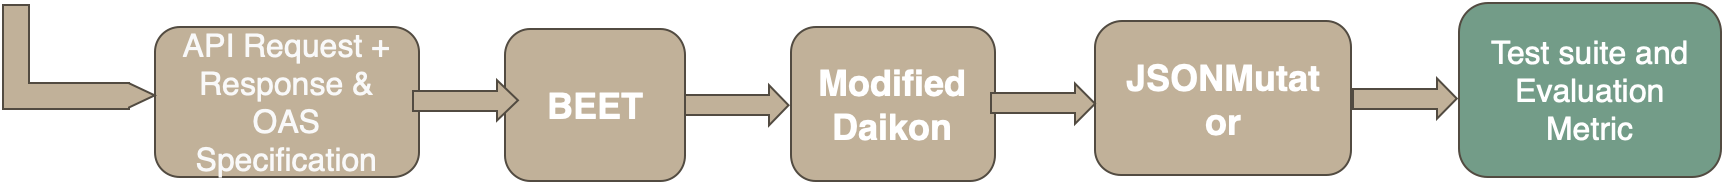 API Request +
Response &
OAS
Specification
BEET
Modified
Daikon
JSONMutat
or
Test suite and
Evaluation
Metric